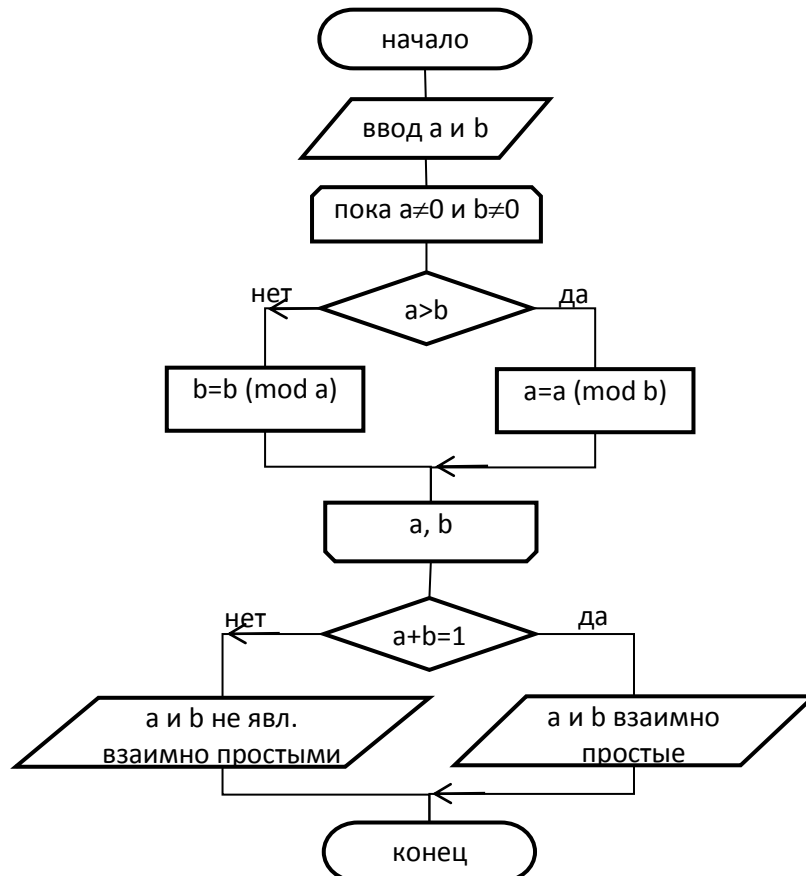 начало
ввод a и b
пока a≠0 и b≠0
нет
да
a>b
b=b (mod a)
a=a (mod b)
a, b
нет
да
a+b=1
a и b не явл.
взаимно простыми
a и b взаимно
простые
конец